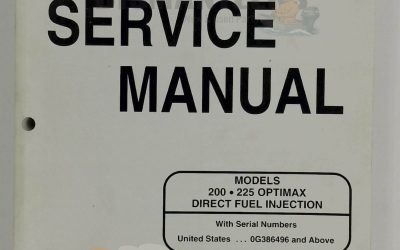 SERVICE
MANUAL
MODELS
200 • 225 OPTIMAX
DIRECT FUEL INJECTION
With Serial Numbers
United States ... 0G386496 and Above